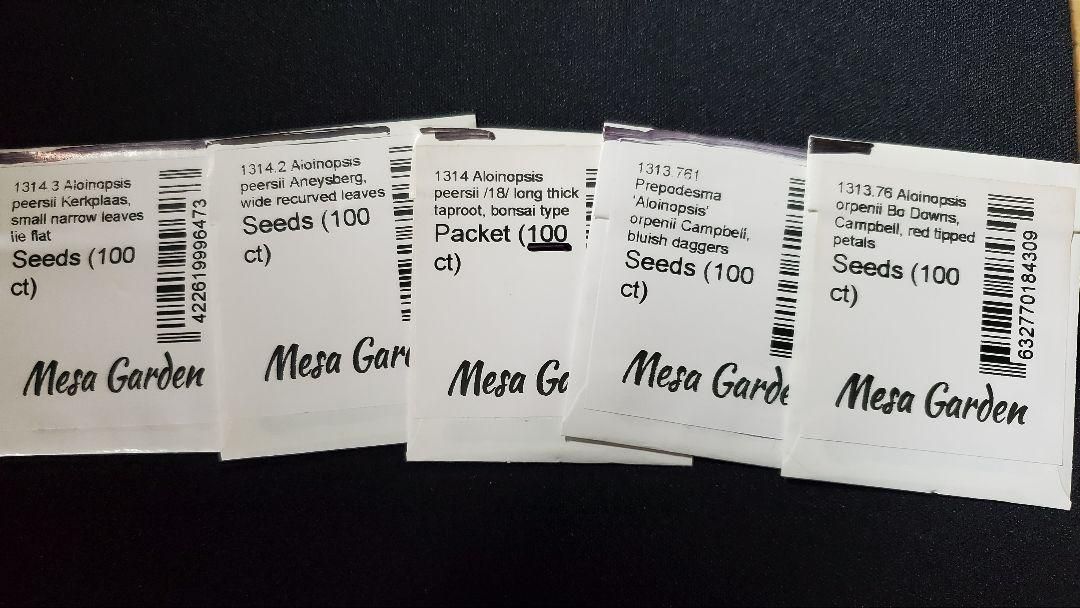 1314.3 Aloinopsis
peersii Kerkplaas,
small narrow leaves
lie flat
Seeds (100
ct)
422619996473
Mesa Garden
1314.2 Aloinopsis
peersii Aneysberg,
wide recurved leaves
Seeds (100
ct)
Mesa Gar
1314 Aloinopsis
peersii /18/ long thick
taproot, bonsai type
Packet (100
ct)
Mesa Ga
1313.761
Prepodesma
'Aloinopsis'
orpenii Campbell,
bluish daggers
Seeds (100
ct)
Mesa Garde
1313.76 Aloinopsis
orpenii Bo Downs,
Campbell, red tipped
petals
Seeds (100
ct)
632770184309
Mesa Garden